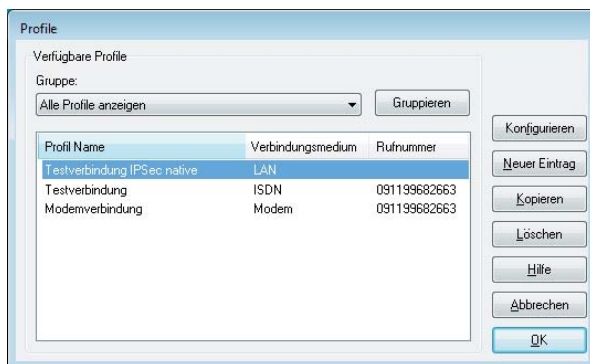 Profile
Verfügbare Profile
Gruppe:
Alle Profile anzeigen
Gruppieren
Profil Name Verbindungsmedium Rufnummer
Testverbindung IPSec native LAN
Testverbindung ISDN 091199682663
Modemverbindung Modem 091199682663
Konfigurieren
Neuer Eintrag
Kopieren
Löschen
Hilfe
Abbrechen
OK